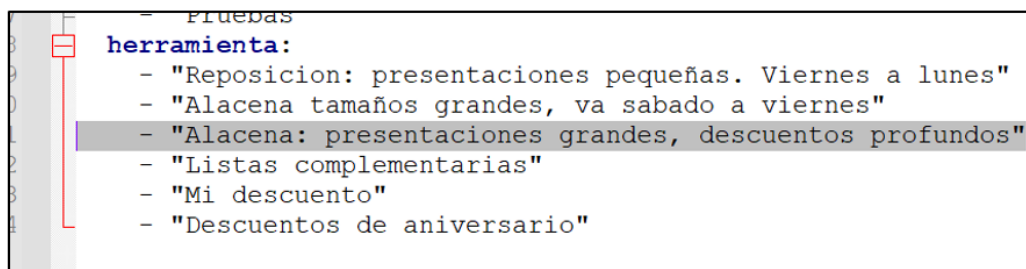 - Pruebas
herramienta:
- "Reposicion: presentaciones pequeñas. Viernes a lunes"
- "Alacena tamaños grandes, va sabado a viernes"
- "Alacena: presentaciones grandes, descuentos profundos"
- "Listas complementarias"
- "Mi descuento"
- "Descuentos de aniversario"